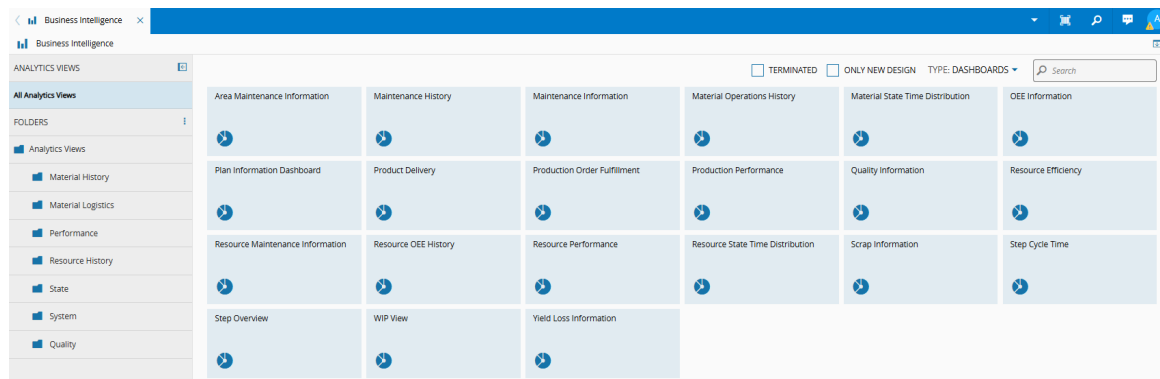 Business Intelligence
A
Business Intelligence
ANALYTICS VIEWS
TERMINATED ONLY NEW DESIGN TYPE: DASHBOARDS Search
All Analytics Views
FOLDERS
Analytics Views
Material History
Material Logistics
Performance
Resource History
State
System
Quality
Area Maintenance Information
Maintenance History
Maintenance Information
Material Operations History
Material State Time Distribution
OEE Information
Plan Information Dashboard
Product Delivery
Production Order Fulfillment
Production Performance
Quality Information
Resource Efficiency
Resource Maintenance Information
Resource OEE History
Resource Performance
Resource State Time Distribution
Scrap Information
Step Cycle Time
Step Overview
WIP View
Yield Loss Information